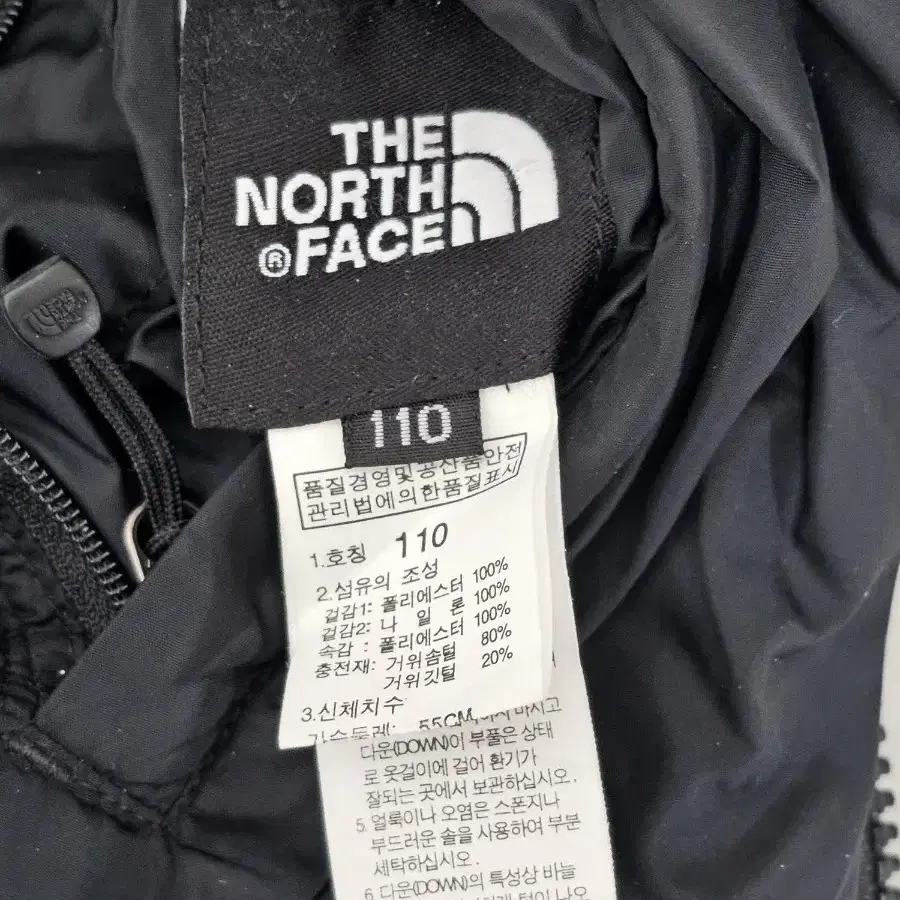 THE
NORTH
®FACE
110
품질경영및공산품안전
관리법에의한품질표시
1.호칭 110
2.섬유의 조성
겉감1: 폴리에스터 100%
겉감2: 나 일 론 100%
속감 : 폴리에스터 100%
충전재: 거위솜털 80%
거위깃털 20%
3.신체치수
가슴둘레:
다운(DOWN)이 부풀은 상태
로 옷걸이에 걸어 환기가
잘되는 곳에서 보관하십시오.
5. 얼룩이나 오염은 스폰지나
부드러운 솔을 사용하여 부분
세탁하십시오.
6. 다운(DOWN)의 특성상 바늘